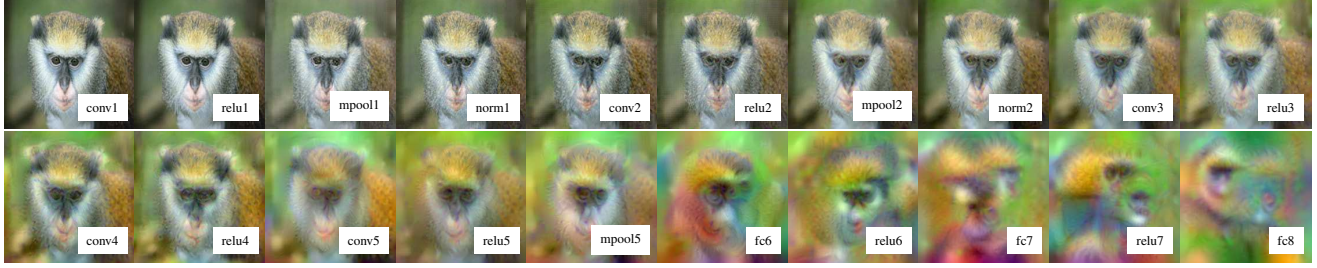 conv1
relu1
mpool1
norm1
conv2
relu2
mpool2
norm2
conv3
relu3
conv4
relu4
conv5
relu5
mpool5
fc6
relu6
fc7
relu7
fc8